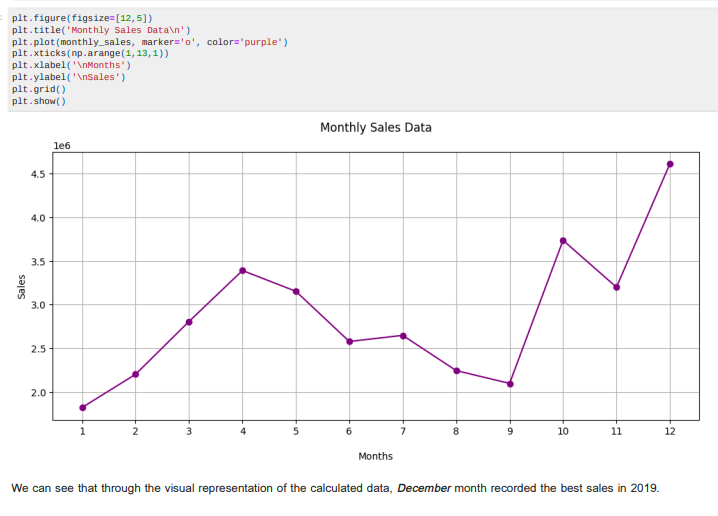 plt.figure(figsize=[12,5])
plt.title('Monthly Sales Data\n')
plt.plot(monthly_sales, marker='o', color='purple')
plt.xticks(np.arange(1,13,1))
plt.xlabel('\nMonths')
plt.ylabel('\nSales')
plt.grid()
plt.show()
Monthly Sales Data
1e6
4.5
4.0
3.5
3.0
2.5
2.0
Sales
1 2 3 4 5 6 7 8 9 10 11 12
Months
We can see that through the visual representation of the calculated data, December month recorded the best sales in 2019.